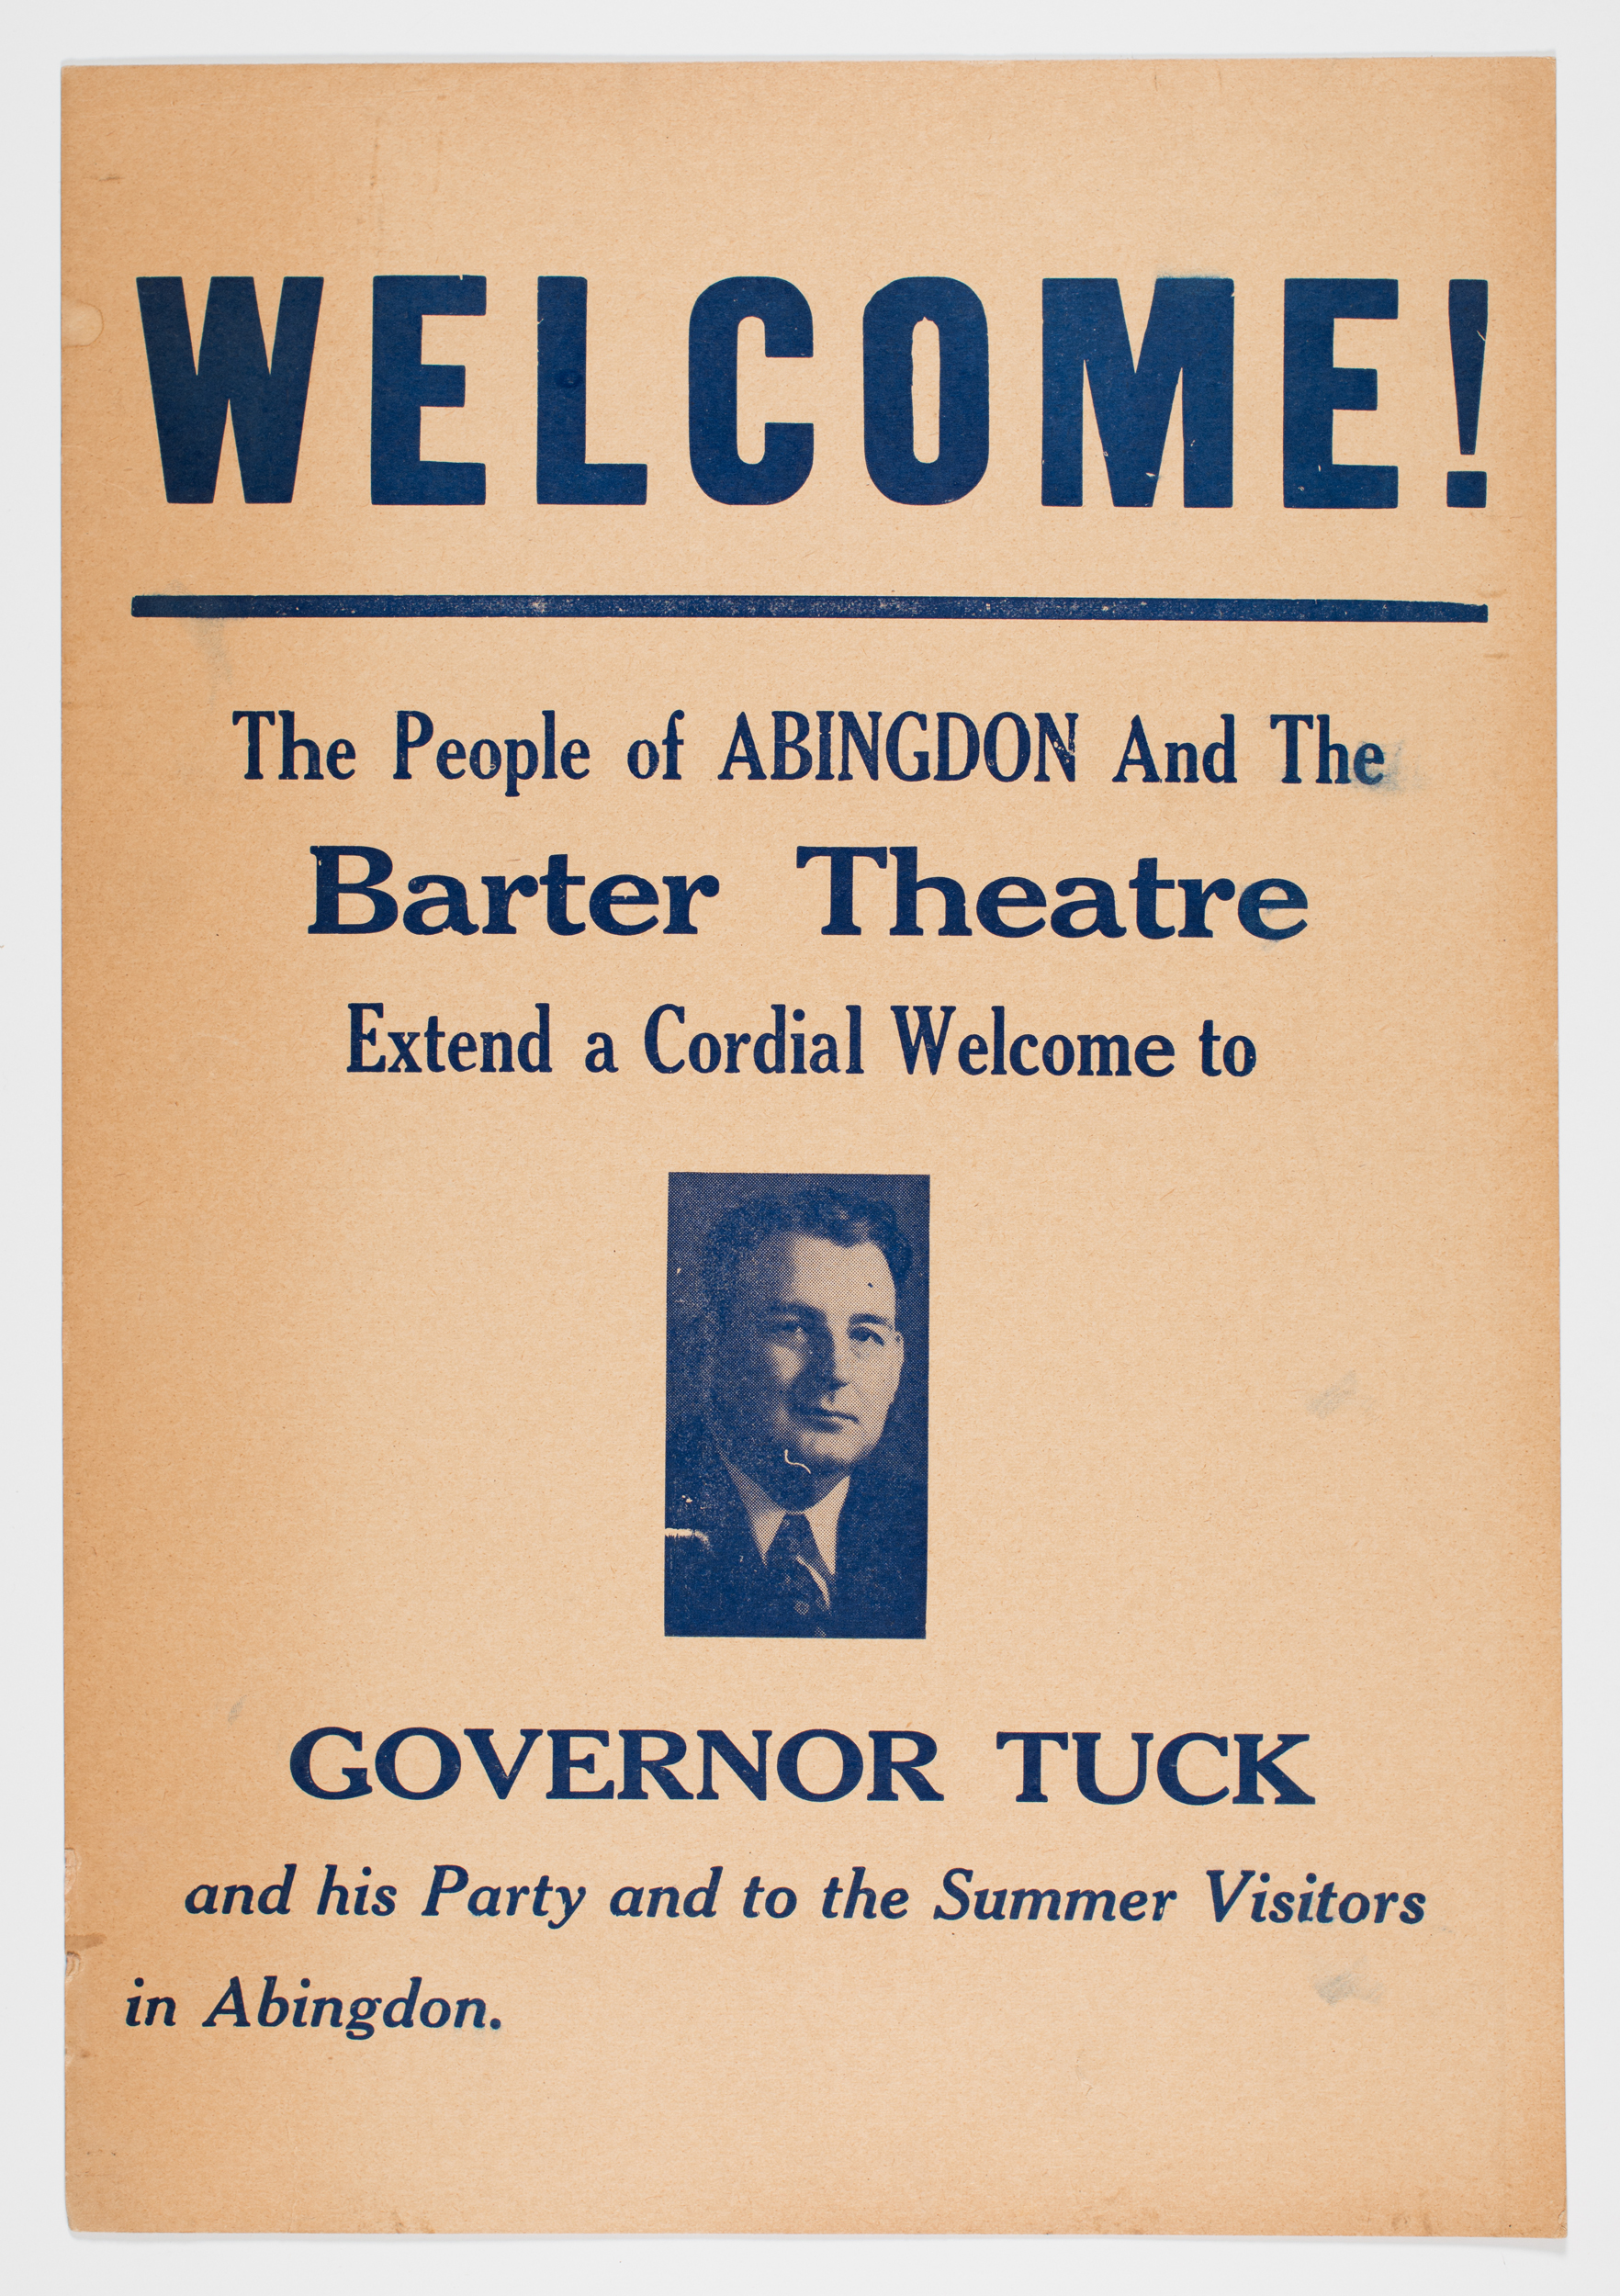 WELCOME!
The People of ABINGDON And The
Barter Theatre
Extend a Cordial Welcome to
GOVERNOR TUCK
and his Party and to the Summer Visitors
in Abingdon.